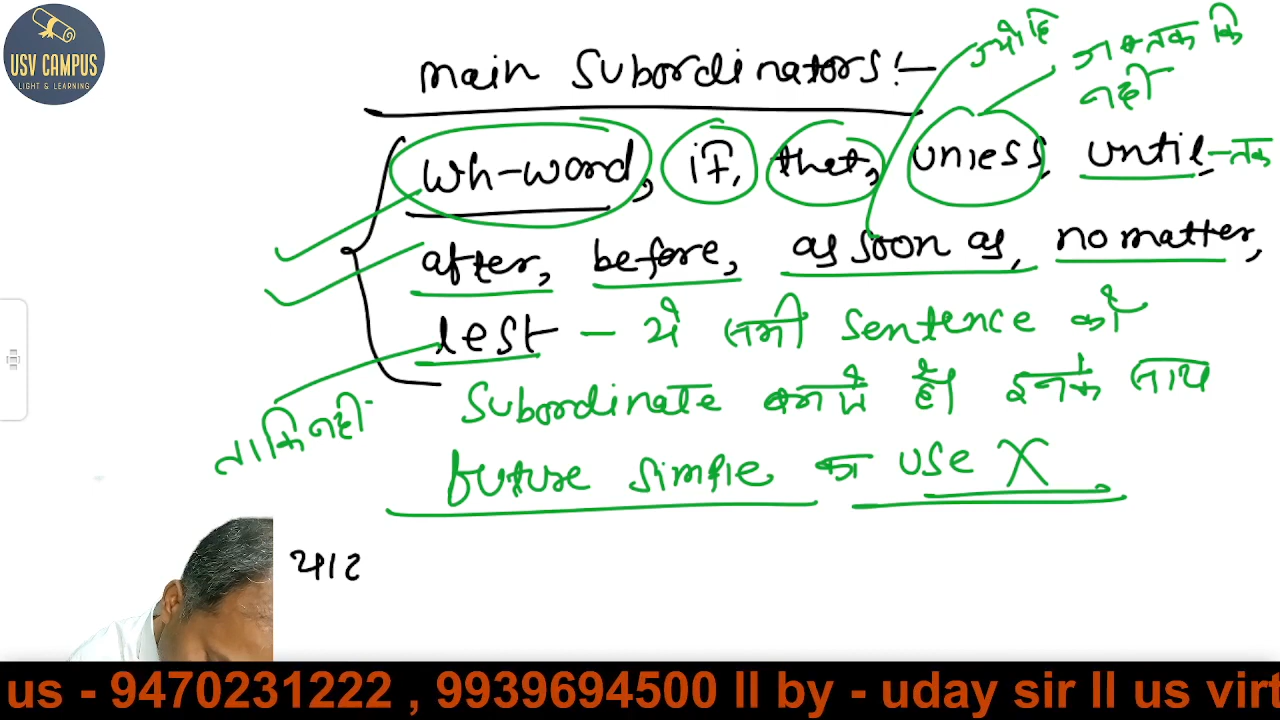 USV CAMPUS
LIGHT & LEARNING
main Subordinators:-
ज्योहि
जब तक कि
नहीं
wh-word, if, that, unless, until - तक
after, before, as soon as, no matter,
lest - ये सभी sentence को
Subordinate बनाते हैं। इनके साथ
ताकि नहीं
future simple का use X
याद
us - 9470231222 , 9939694500 ll by - uday sir ll us virt